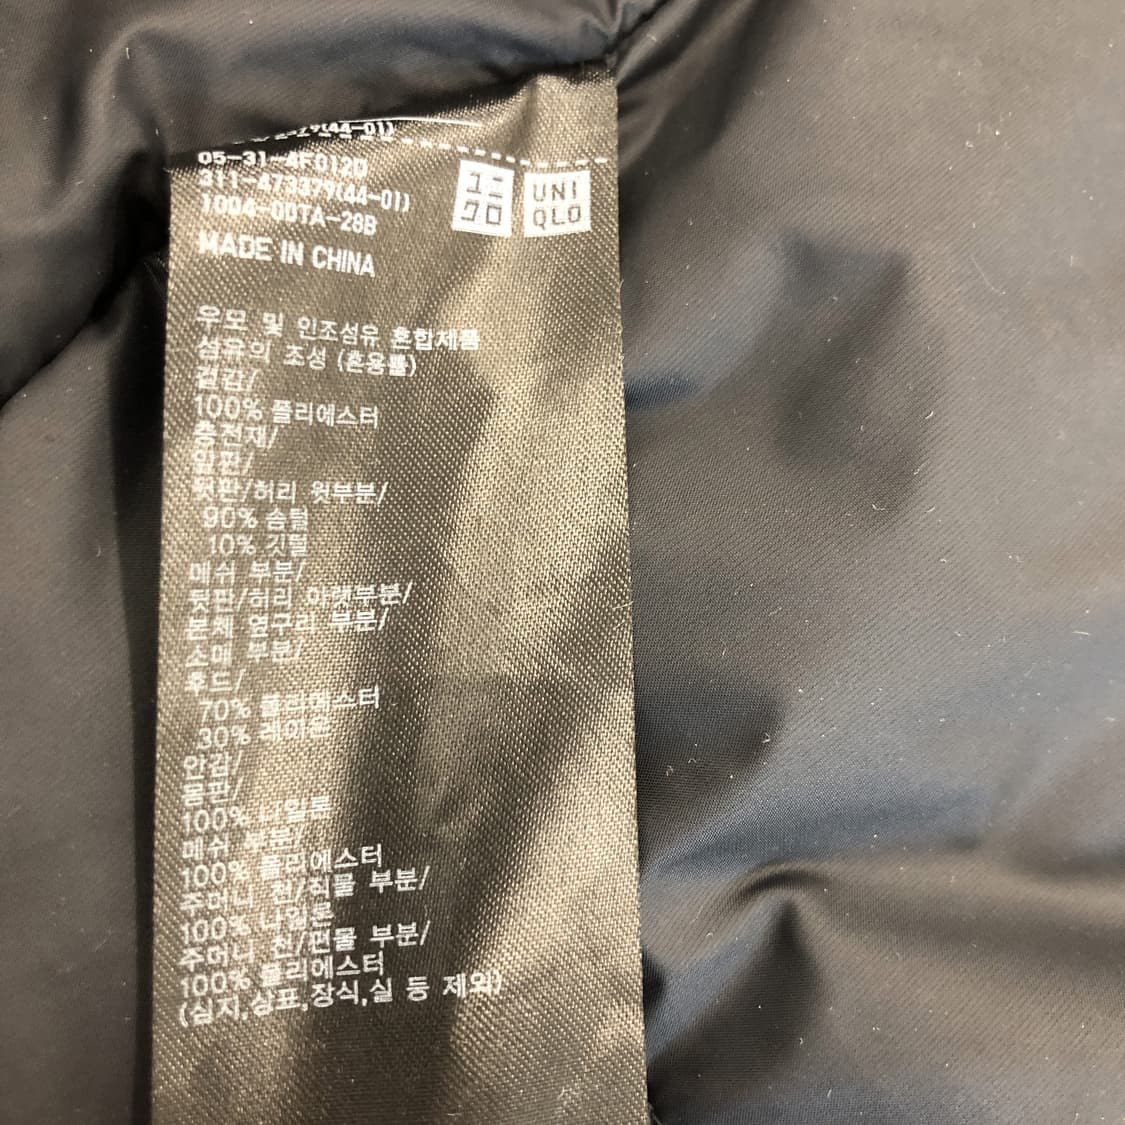 05-31-4F012D
311-473379(44-01)
1004-0DTA-28B
MADE IN CHINA
UNI
QLO
우모 및 인조섬유 혼합제품
섬유의 조성 (혼용률)
겉감/
100% 폴리에스터
충전재/
앞판/
뒷판/허리 윗부분/
90% 솜털
10% 깃털
메쉬 부분/
뒷판/허리 아랫부분/
본체 옆구리 부분/
소매 부분/
후드/
70% 폴리에스터
30% 레이온
안감/
몸판/
100% 나일론
메쉬 부분/
100% 폴리에스터
주머니 천/직물 부분/
100% 나일론
주머니 천/편물 부분/
100% 폴리에스터
(심지,상표,장식,실 등 제외)